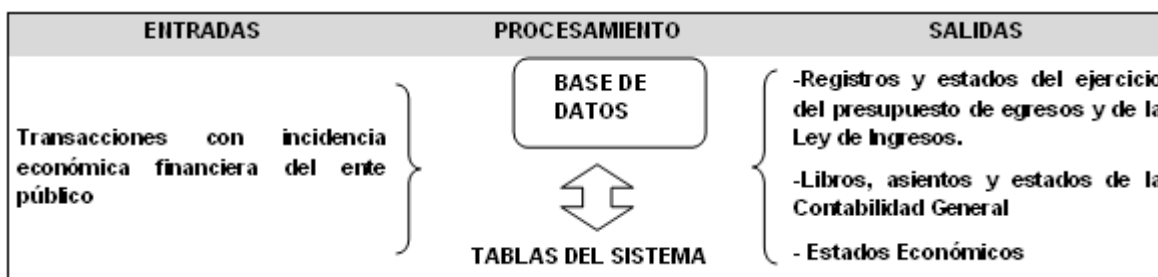 ENTRADAS PROCESAMIENTO SALIDAS
Transacciones con incidencia
económica financiera del ente
público
BASE DE
DATOS
TABLAS DEL SISTEMA
-Registros y estados del ejercicio
del presupuesto de egresos y de la
Ley de Ingresos.
-Libros, asientos y estados de la
Contabilidad General
- Estados Económicos